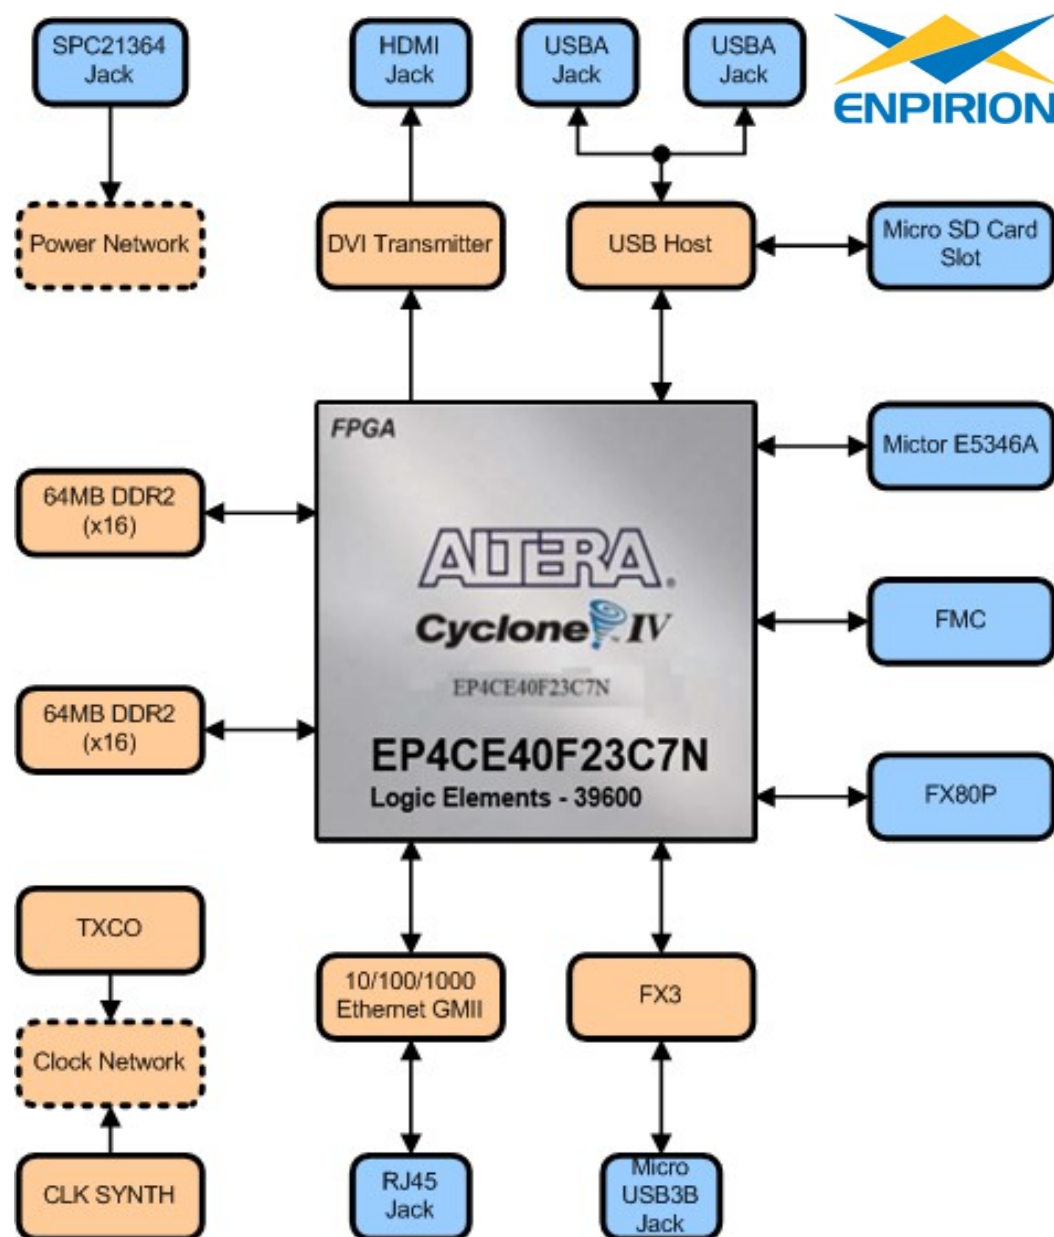 SPC21364
Jack
HDMI
Jack
USBA
Jack
USBA
Jack
ENPIRION
Power Network
DVI Transmitter
USB Host
Micro SD Card
Slot
FPGA
Mictor E5346A
64MB DDR2
(x16)
ALTERA®
Cyclone™ IV
FMC
EP4CE40F23C7N
64MB DDR2
(x16)
EP4CE40F23C7N
Logic Elements - 39600
FX80P
TXCO
10/100/1000
Ethernet GMII
FX3
Clock Network
CLK SYNTH
RJ45
Jack
Micro
USB3B
Jack